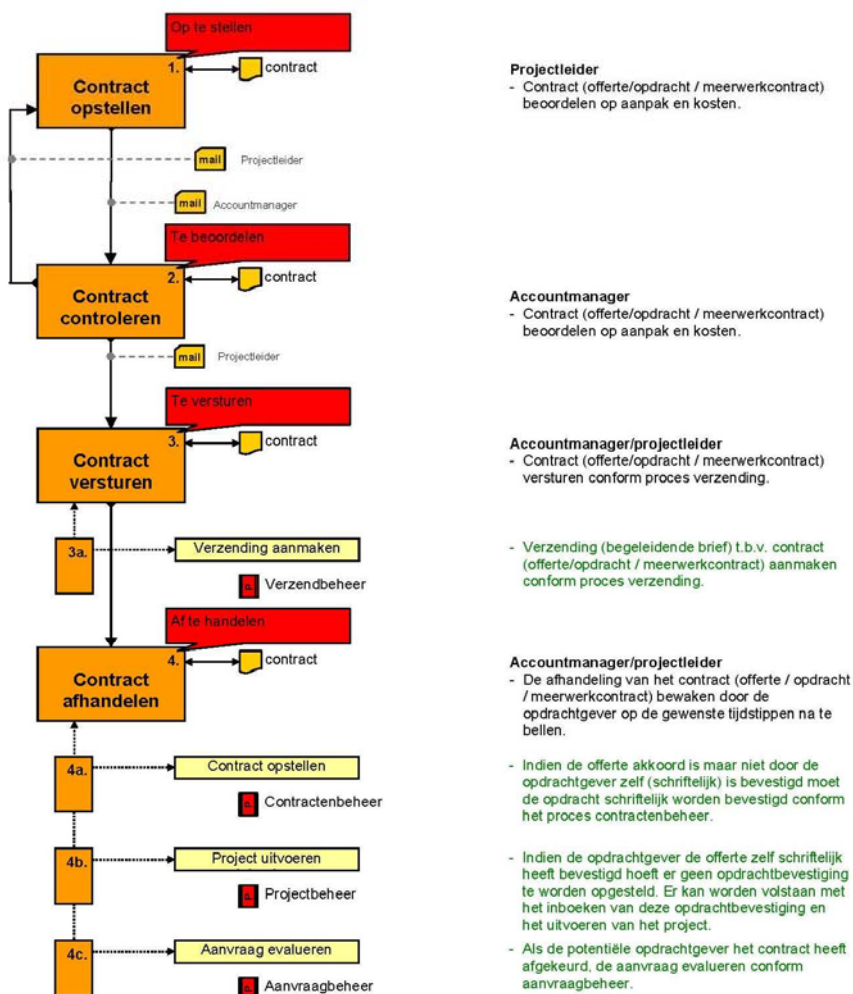 Op te stellen
1.
contract
Contract
opstellen
Projectleider
- Contract (offerte/opdracht / meerwerkcontract)
beoordelen op aanpak en kosten.
mail
Projectleider
mail
Accountmanager
Te beoordelen
2.
contract
Contract
controleren
Accountmanager
- Contract (offerte/opdracht / meerwerkcontract)
beoordelen op aanpak en kosten.
mail
Projectleider
Te versturen
3.
contract
Contract
versturen
Accountmanager/projectleider
- Contract (offerte/opdracht / meerwerkcontract)
versturen conform proces verzending.
3a.
Verzending aanmaken
P.
Verzendbeheer
- Verzending (begeleidende brief) t.b.v. contract
(offerte/opdracht / meerwerkcontract) aanmaken
conform proces verzending.
Af te handelen
4.
contract
Contract
afhandelen
Accountmanager/projectleider
- De afhandeling van het contract (offerte / opdracht
/ meerwerkcontract) bewaken door de
opdrachtgever op de gewenste tijdstippen na te
bellen.
4a.
Contract opstellen
P.
Contractenbeheer
- Indien de offerte akkoord is maar niet door de
opdrachtgever zelf (schriftelijk) is bevestigd moet
de opdracht schriftelijk worden bevestigd conform
het proces contractenbeheer.
4b.
Project uitvoeren
P.
Projectbeheer
- Indien de opdrachtgever de offerte zelf schriftelijk
heeft bevestigd hoeft er geen opdrachtbevestiging
te worden opgesteld. Er kan worden volstaan met
het inboeken van deze opdrachtbevestiging en
het uitvoeren van het project.
4c.
Aanvraag evalueren
P.
Aanvraagbeheer
- Als de potentiële opdrachtgever het contract heeft
afgekeurd, de aanvraag evalueren conform
aanvraagbeheer.